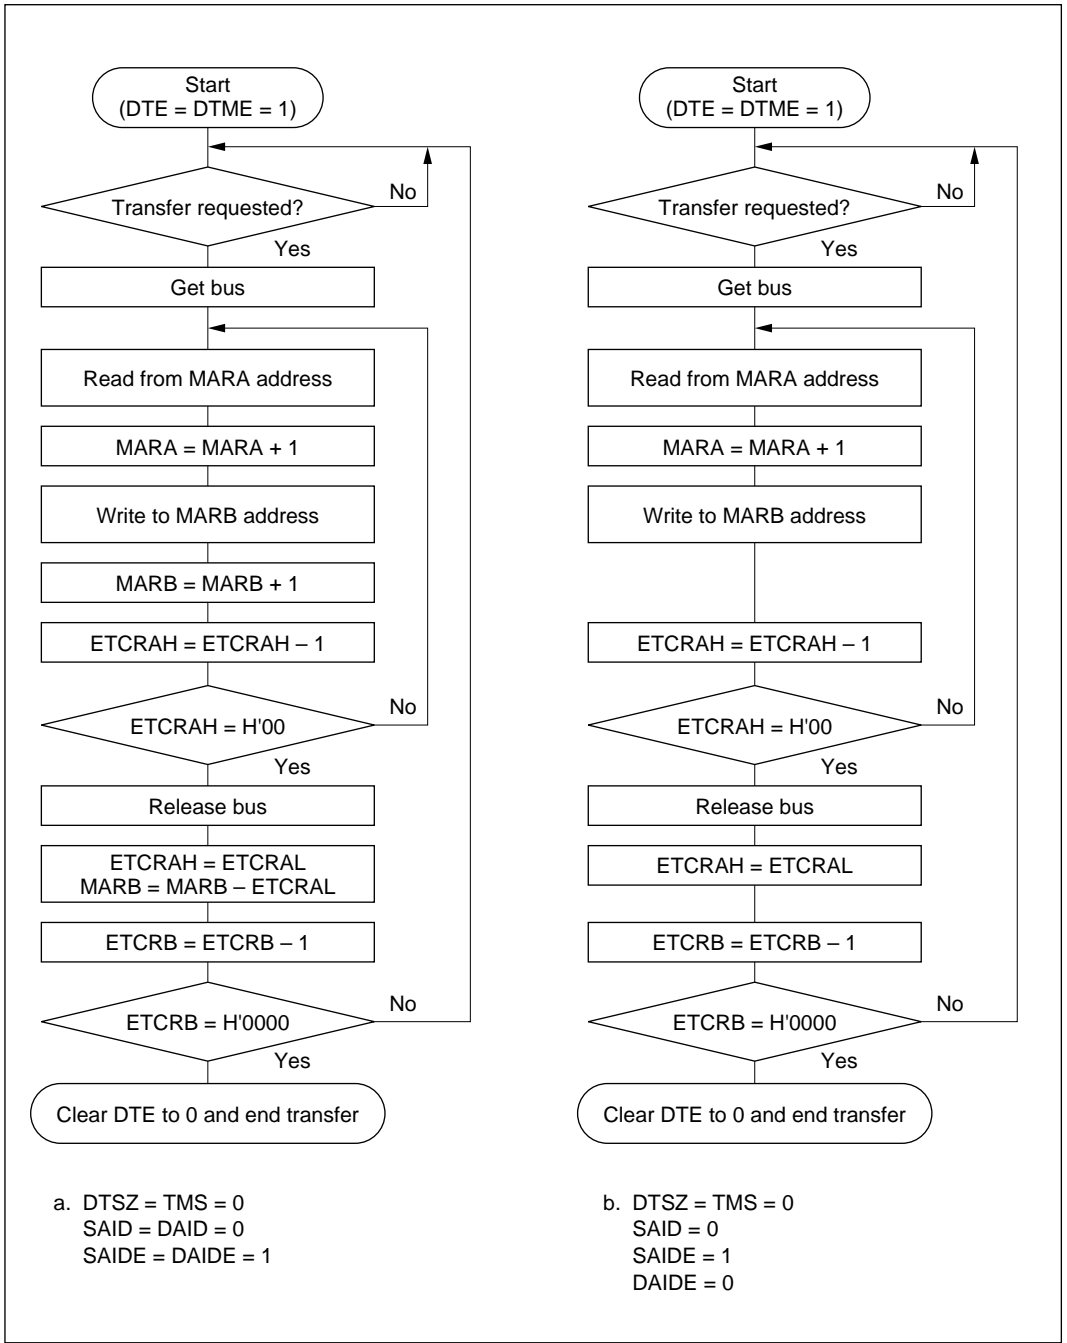 Start
(DTE = DTME = 1)
Transfer requested?
No
Yes
Get bus
Read from MARA address
MARA = MARA + 1
Write to MARB address
MARB = MARB + 1
ETCRAH = ETCRAH – 1
ETCRAH = H'00
No
Yes
Release bus
ETCRAH = ETCRAL
MARB = MARB – ETCRAL
ETCRB = ETCRB – 1
ETCRB = H'0000
No
Yes
Clear DTE to 0 and end transfer
a. DTSZ = TMS = 0
SAID = DAID = 0
SAIDE = DAIDE = 1
Start
(DTE = DTME = 1)
Transfer requested?
No
Yes
Get bus
Read from MARA address
MARA = MARA + 1
Write to MARB address
ETCRAH = ETCRAH – 1
ETCRAH = H'00
No
Yes
Release bus
ETCRAH = ETCRAL
ETCRB = ETCRB – 1
ETCRB = H'0000
No
Yes
Clear DTE to 0 and end transfer
b. DTSZ = TMS = 0
SAID = 0
SAIDE = 1
DAIDE = 0